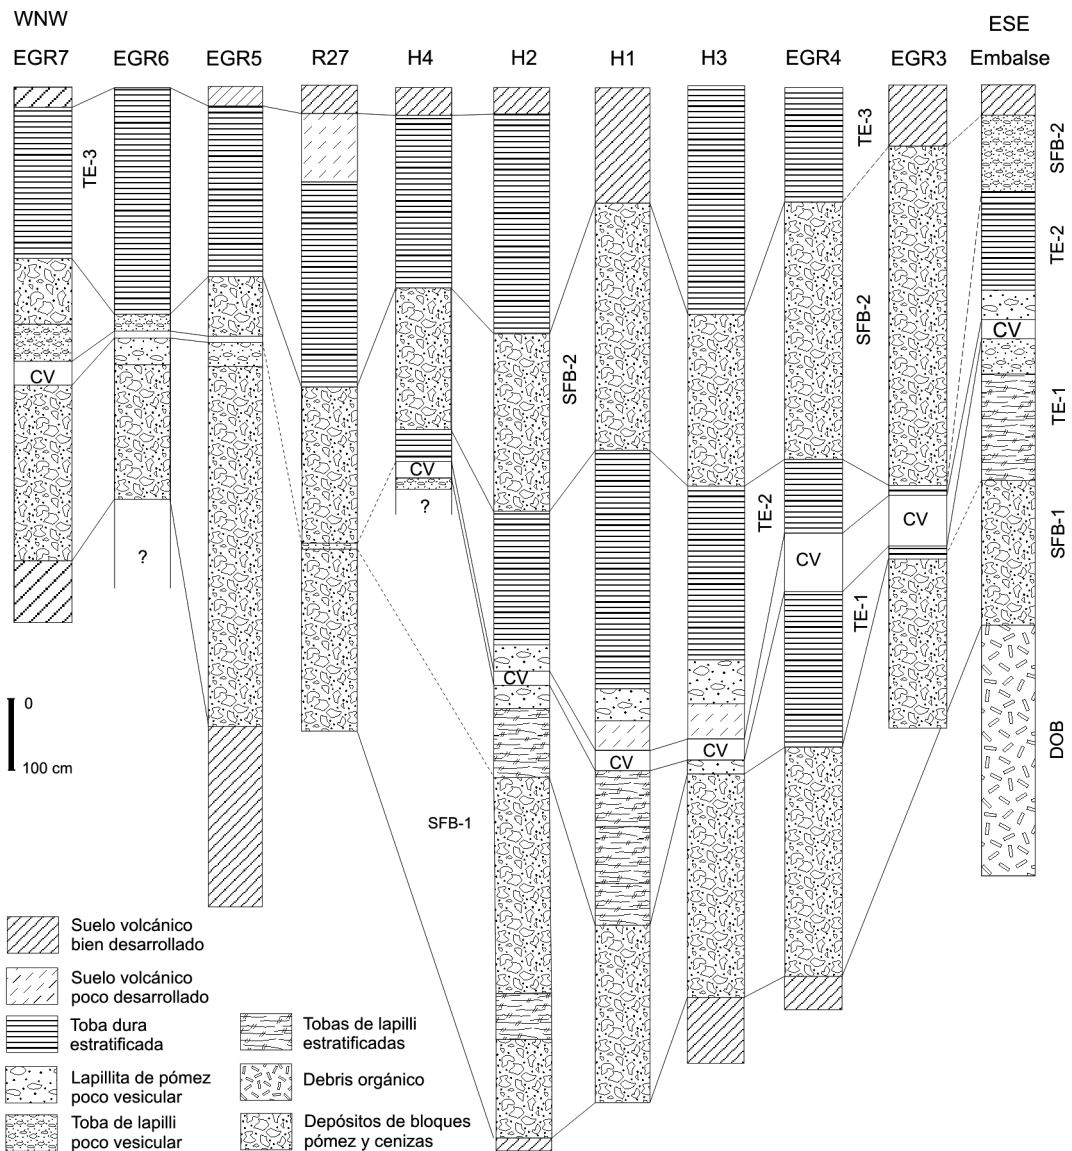 WNW
ESE
EGR7 EGR6 EGR5 R27 H4 H2 H1 H3 EGR4 EGR3 Embalse
TE-3
TE-3
SFB-2
TE-2
SFB-2
SFB-2
CV
CV
CV
CV
CV
CV
CV
CV
TE-1
TE-2
TE-1
SFB-1
?
?
DOB
SFB-1
0
100 cm
Suelo volcánico
bien desarrollado
Suelo volcánico
poco desarrollado
Toba dura
estratificada
Lapillita de pómez
poco vesicular
Toba de lapilli
poco vesicular
Tobas de lapilli
estratificadas
Debris orgánico
Depósitos de bloques
pómez y cenizas